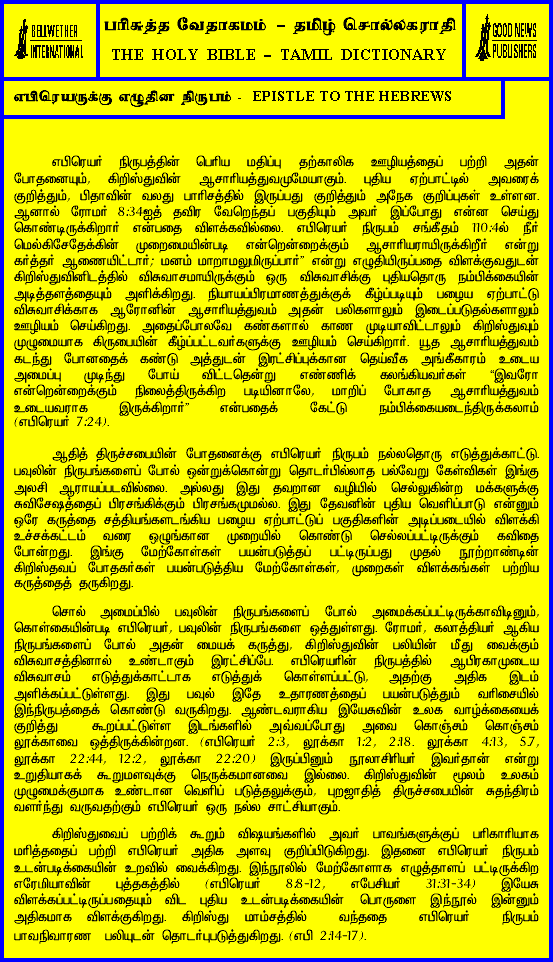 BELLWETHER
INTERNATIONAL
பரிசுத்த வேதாகமம் – தமிழ் சொல்லகராதி
THE HOLY BIBLE – TAMIL DICTIONARY
GOOD NEWS
PUBLISHERS
எபிரெயருக்கு எழுதின நிருபம் - EPISTLE TO THE HEBREWS
எபிரெயர் நிருபத்தின் பெரிய மதிப்பு தற்காலிக ஊழியத்தைப் பற்றி அதன்
போதனையும், கிறிஸ்துவின் ஆசாரியத்துவமுமேயாகும். புதிய ஏற்பாட்டில் அவரைக்
குறித்தும், பிதாவின் வலது பாரிசத்தில் இருப்பது குறித்தும் அநேக குறிப்புகள் உள்ளன.
ஆனால் ரோமர் 8:34ஐத் தவிர வேறெந்தப் பகுதியும் அவர் இப்போது என்ன செய்து
கொண்டிருக்கிறார் என்பதை விளக்கவில்லை. எபிரெயர் நிருபம் சங்கீதம் 110:4ல் நீர்
மெல்கிசேதேக்கின் முறைமையின்படி என்றென்றைக்கும் ஆசாரியராயிருக்கிறீர் என்று
கர்த்தர் ஆணையிட்டார்; மனம் மாறாமலுமிருப்பார்" என்று எழுதியிருப்பதை விளக்குவதுடன்
கிறிஸ்துவினிடத்தில் விசுவாசமாயிருக்கும் ஒரு விசுவாசிக்கு புதியதொரு நம்பிக்கையின்
அடித்தளத்தையும் அளிக்கிறது. நியாயப்பிரமாணத்துக்குக் கீழ்ப்படியும் பழைய ஏற்பாட்டு
விசுவாசிக்காக ஆரோனின் ஆசாரியத்துவம் அதன் பலிகளாலும் இடைப்படுதல்களாலும்
ஊழியம் செய்கிறது. அதைப்போலவே கண்களால் காண முடியாவிட்டாலும் கிறிஸ்துவும்
முழுமையாக கிருபையின் கீழ்ப்பட்டவர்களுக்கு ஊழியம் செய்கிறார். யூத ஆசாரியத்துவம்
கடந்து போனதைக் கண்டு அத்துடன் இரட்சிப்புக்கான தெய்வீக அங்கீகாரம் உடைய
அமைப்பு முடிந்து போய் விட்டதென்று எண்ணிக் கலங்கியவர்கள் "இவரோ
என்றென்றைக்கும் நிலைத்திருக்கிற படியினாலே, மாறிப் போகாத ஆசாரியத்துவம்
உடையவராக இருக்கிறார்" என்பதைக் கேட்டு நம்பிக்கையடைந்திருக்கலாம்
(எபிரெயர் 7:24).
ஆதித் திருச்சபையின் போதனைக்கு எபிரெயர் நிருபம் நல்லதொரு எடுத்துக்காட்டு.
பவுலின் நிருபங்களைப் போல் ஒன்றுக்கொன்று தொடர்பில்லாத பல்வேறு கேள்விகள் இங்கு
அலசி ஆராயப்படவில்லை. அல்லது இது தவறான வழியில் செல்லுகின்ற மக்களுக்கு
சுவிசேஷத்தைப் பிரசங்கிக்கும் பிரசங்கமுமல்ல. இது தேவனின் புதிய வெளிப்பாடு என்னும்
ஒரே கருத்தை சத்தியங்களடங்கிய பழைய ஏற்பாட்டுப் பகுதிகளின் அடிப்படையில் விளக்கி
உச்சக்கட்டம் வரை ஒழுங்கான முறையில் கொண்டு செல்லப்பட்டிருக்கும் கவிதை
போன்றது. இங்கு மேற்கோள்கள் பயன்படுத்தப் பட்டிருப்பது முதல் நூற்றாண்டின்
கிறிஸ்தவப் போதகர்கள் பயன்படுத்திய மேற்கோள்கள், முறைகள் விளக்கங்கள் பற்றிய
கருத்தைத் தருகிறது.
சொல் அமைப்பில் பவுலின் நிருபங்களைப் போல் அமைக்கப்பட்டிருக்காவிடினும்,
கொள்கையின்படி எபிரெயர், பவுலின் நிருபங்களை ஒத்துள்ளது. ரோமர், கலாத்தியர் ஆகிய
நிருபங்களைப் போல் அதன் மையக் கருத்து, கிறிஸ்துவின் பலியின் மீது வைக்கும்
விசுவாசத்தினால் உண்டாகும் இரட்சிப்பே. எபிரெயரின் நிருபத்தில் ஆபிரகாமுடைய
விசுவாசம் எடுத்துக்காட்டாக எடுத்துக் கொள்ளப்பட்டு, அதற்கு அதிக இடம்
அளிக்கப்பட்டுள்ளது. இது பவுல் இதே உதாரணத்தைப் பயன்படுத்தும் வரிசையில்
இந்நிருபத்தைக் கொண்டு வருகிறது. ஆண்டவராகிய இயேசுவின் உலக வாழ்க்கையைக்
குறித்து கூறப்பட்டுள்ள இடங்களில் அவ்வப்போது அவை கொஞ்சம் கொஞ்சம்
லூக்காவை ஒத்திருக்கின்றன. (எபிரெயர் 2:3, லூக்கா 1:2, 2:18. லூக்கா 4:13, 5:7,
லூக்கா 22:44, 12:2, லூக்கா 22:20) இருப்பினும் நூலாசிரியர் இவர்தான் என்று
உறுதியாகக் கூறுமளவுக்கு நெருக்கமானவை இல்லை. கிறிஸ்துவின் மூலம் உலகம்
முழுமைக்குமாக உண்டான வெளிப் படுத்தலுக்கும், புறஜாதித் திருச்சபையின் சுதந்திரம்
வளர்ந்து வருவதற்கும் எபிரெயர் ஒரு நல்ல சாட்சியாகும்.
கிறிஸ்துவைப் பற்றிக் கூறும் விஷயங்களில் அவர் பாவங்களுக்குப் பரிகாரியாக
மரித்ததைப் பற்றி எபிரெயர் அதிக அளவு குறிப்பிடுகிறது. இதனை எபிரெயர் நிருபம்
உடன்படிக்கையின் உறவில் வைக்கிறது. இந்நூலில் மேற்கோளாக எழுத்தாளப் பட்டிருக்கிற
எரேமியாவின் புத்தகத்தில் (எபிரெயர் 8:8-12, எபேசியர் 31:31-34) இயேசு
விளக்கப்பட்டிருப்பதையும் விட புதிய உடன்படிக்கையின் பொருளை இந்நூல் இன்னும்
அதிகமாக விளக்குகிறது. கிறிஸ்து மாம்சத்தில் வந்ததை எபிரெயர் நிருபம்
பாவநிவாரண பலியுடன் தொடர்புபடுத்துகிறது. (எபி 2:14-17).